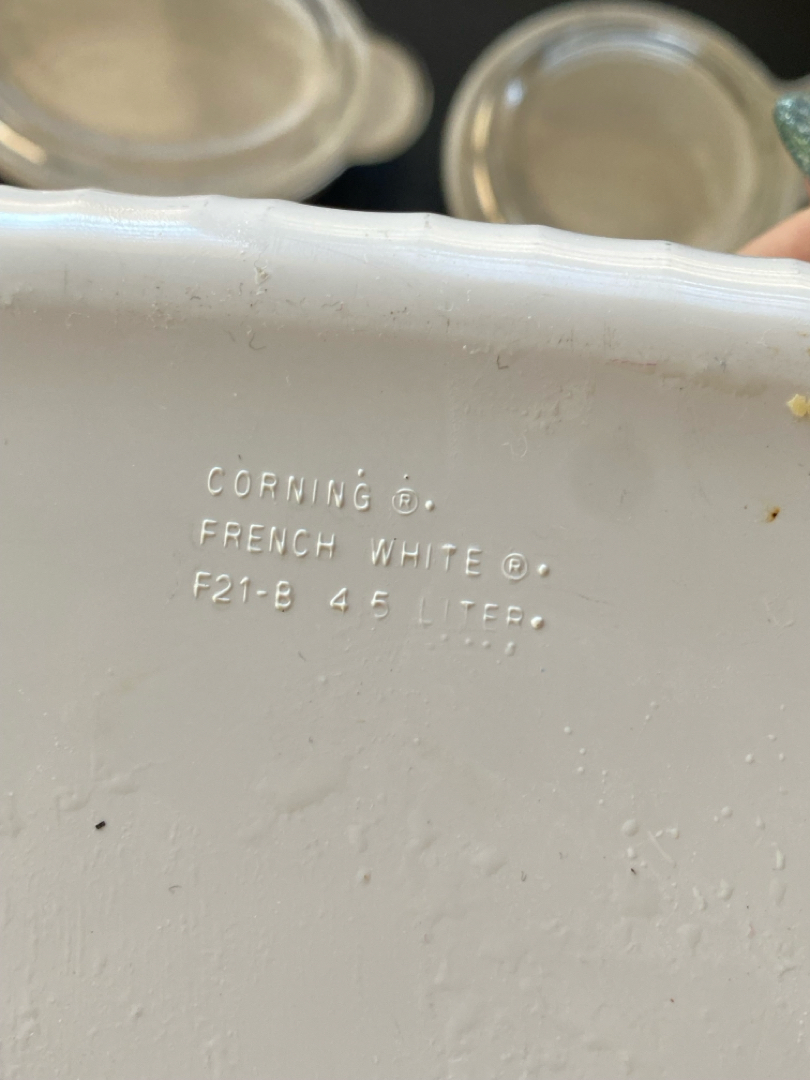 CORNING ®.
FRENCH WHITE ®.
F21-B 4 5 LITER.